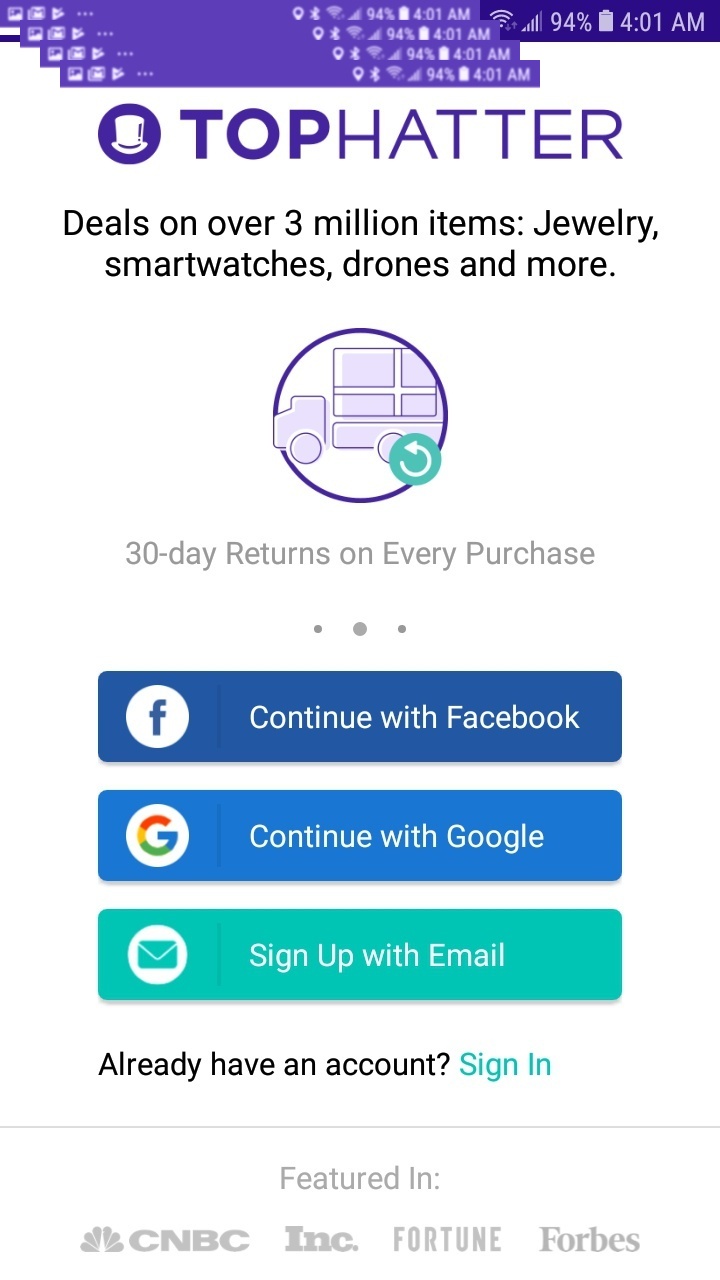 94% 4:01 AM
94% 4:01 AM
94% 4:01 AM
94% 4:01 AM
94% 4:01 AM
TOPHATTER
Deals on over 3 million items: Jewelry,
smartwatches, drones and more.
30-day Returns on Every Purchase
f Continue with Facebook
G Continue with Google
Sign Up with Email
Already have an account? Sign In
Featured In:
CNBC Inc. FORTUNE Forbes